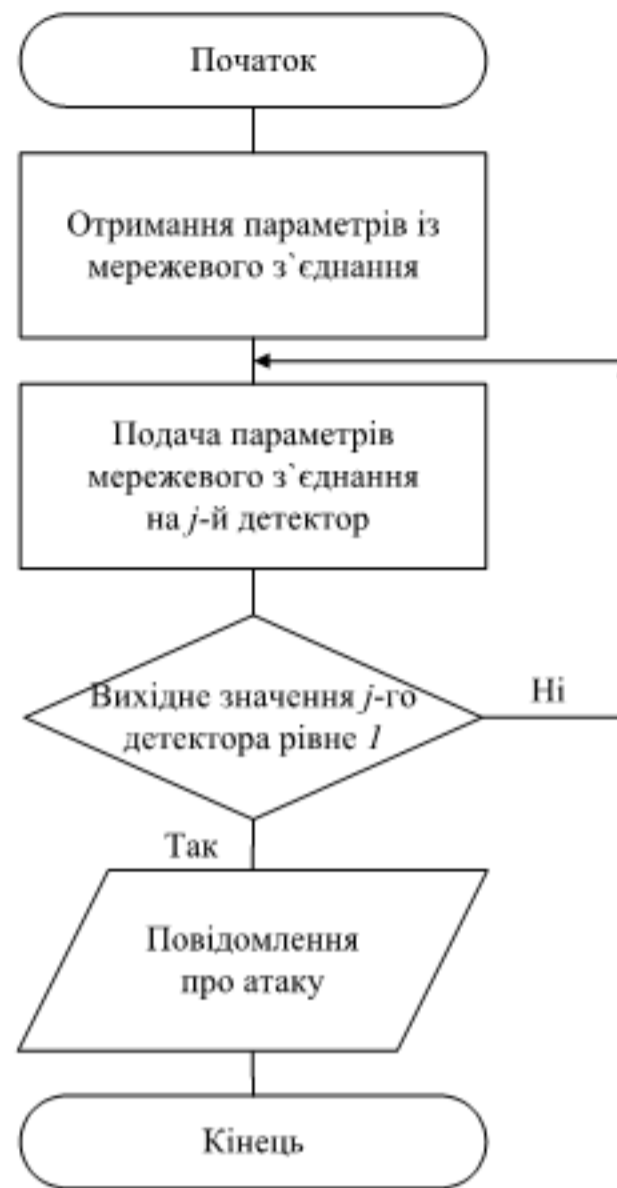 Початок
Отримання параметрів із
мережевого з`єднання
Подача параметрів
мережевого з`єднання
на j-й детектор
Вихідне значення j-го
детектора рівне 1
Ні
Так
Повідомлення
про атаку
Кінець